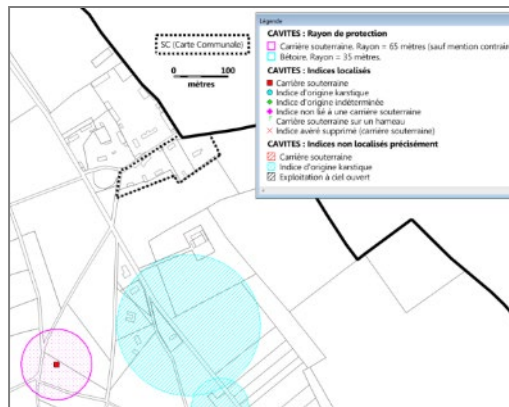 SC (Carte Communale)
0 100
mètres
Légende
CAVITES : Rayon de protection
Carrière souterraine. Rayon = 65 mètres (sauf mention contrair
Bétoire. Rayon = 35 mètres.
CAVITES : Indices localisés
Carrière souterraine
Indice d'origine karstique
Indice d'origine indéterminée
Indice non lié à une carrière souterraine
Carrière souterraine sur un hameau
Indice avéré supprimé (carrière souterraine)
CAVITES : Indices non localisés précisément
Carrière souterraine
Indice d'origine karstique
Exploitation à ciel ouvert